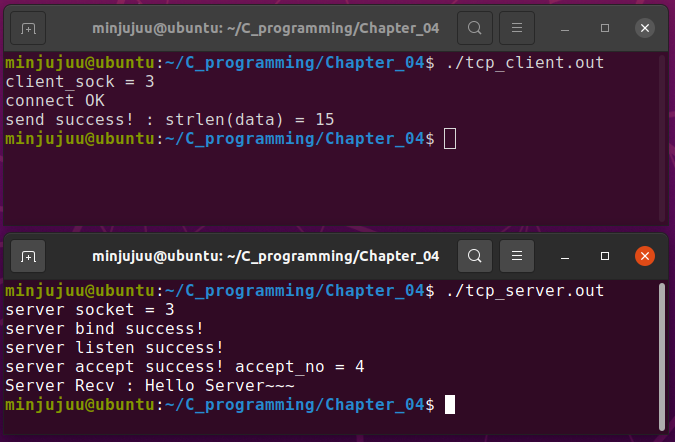 minjujuu@ubuntu: ~/C_programming/Chapter_04
minjujuu@ubuntu:~/C_programming/Chapter_04$ ./tcp_client.out
client_sock = 3
connect OK
send success! : strlen(data) = 15
minjujuu@ubuntu:~/C_programming/Chapter_04$
minjujuu@ubuntu: ~/C_programming/Chapter_04
minjujuu@ubuntu:~/C_programming/Chapter_04$ ./tcp_server.out
server socket = 3
server bind success!
server listen success!
server accept success! accept_no = 4
Server Recv : Hello Server~~~
minjujuu@ubuntu:~/C_programming/Chapter_04$